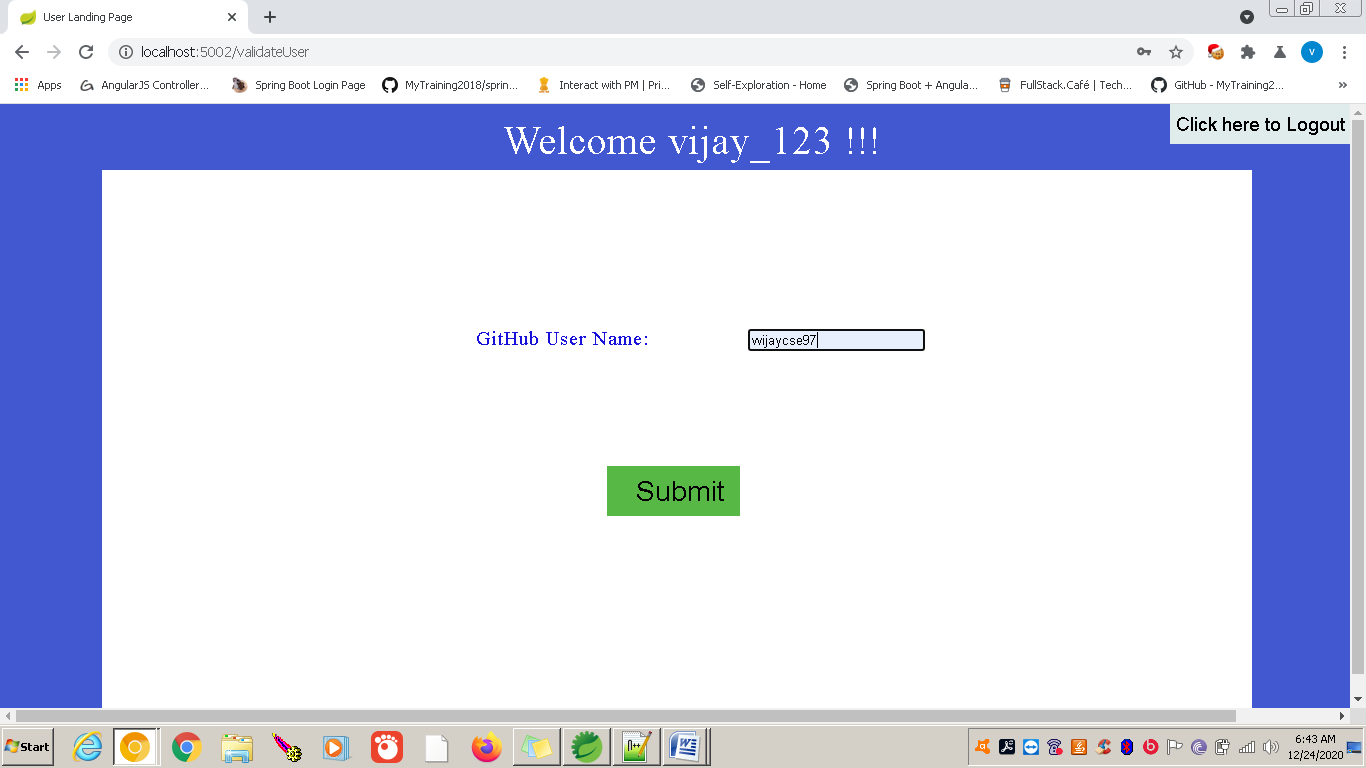 User Landing Page
localhost:5002/validateUser
V
Apps AngularJS Controller... Spring Boot Login Page MyTraining2018/sprin... Interact with PM | Pri... Self-Exploration - Home Spring Boot + Angula... FullStack.Café | Tech... GitHub - MyTraining2... »
Click here to Logout
Welcome vijay_123 !!!
GitHub User Name: vvijaycse97
Submit
Start
6:43 AM
12/24/2020